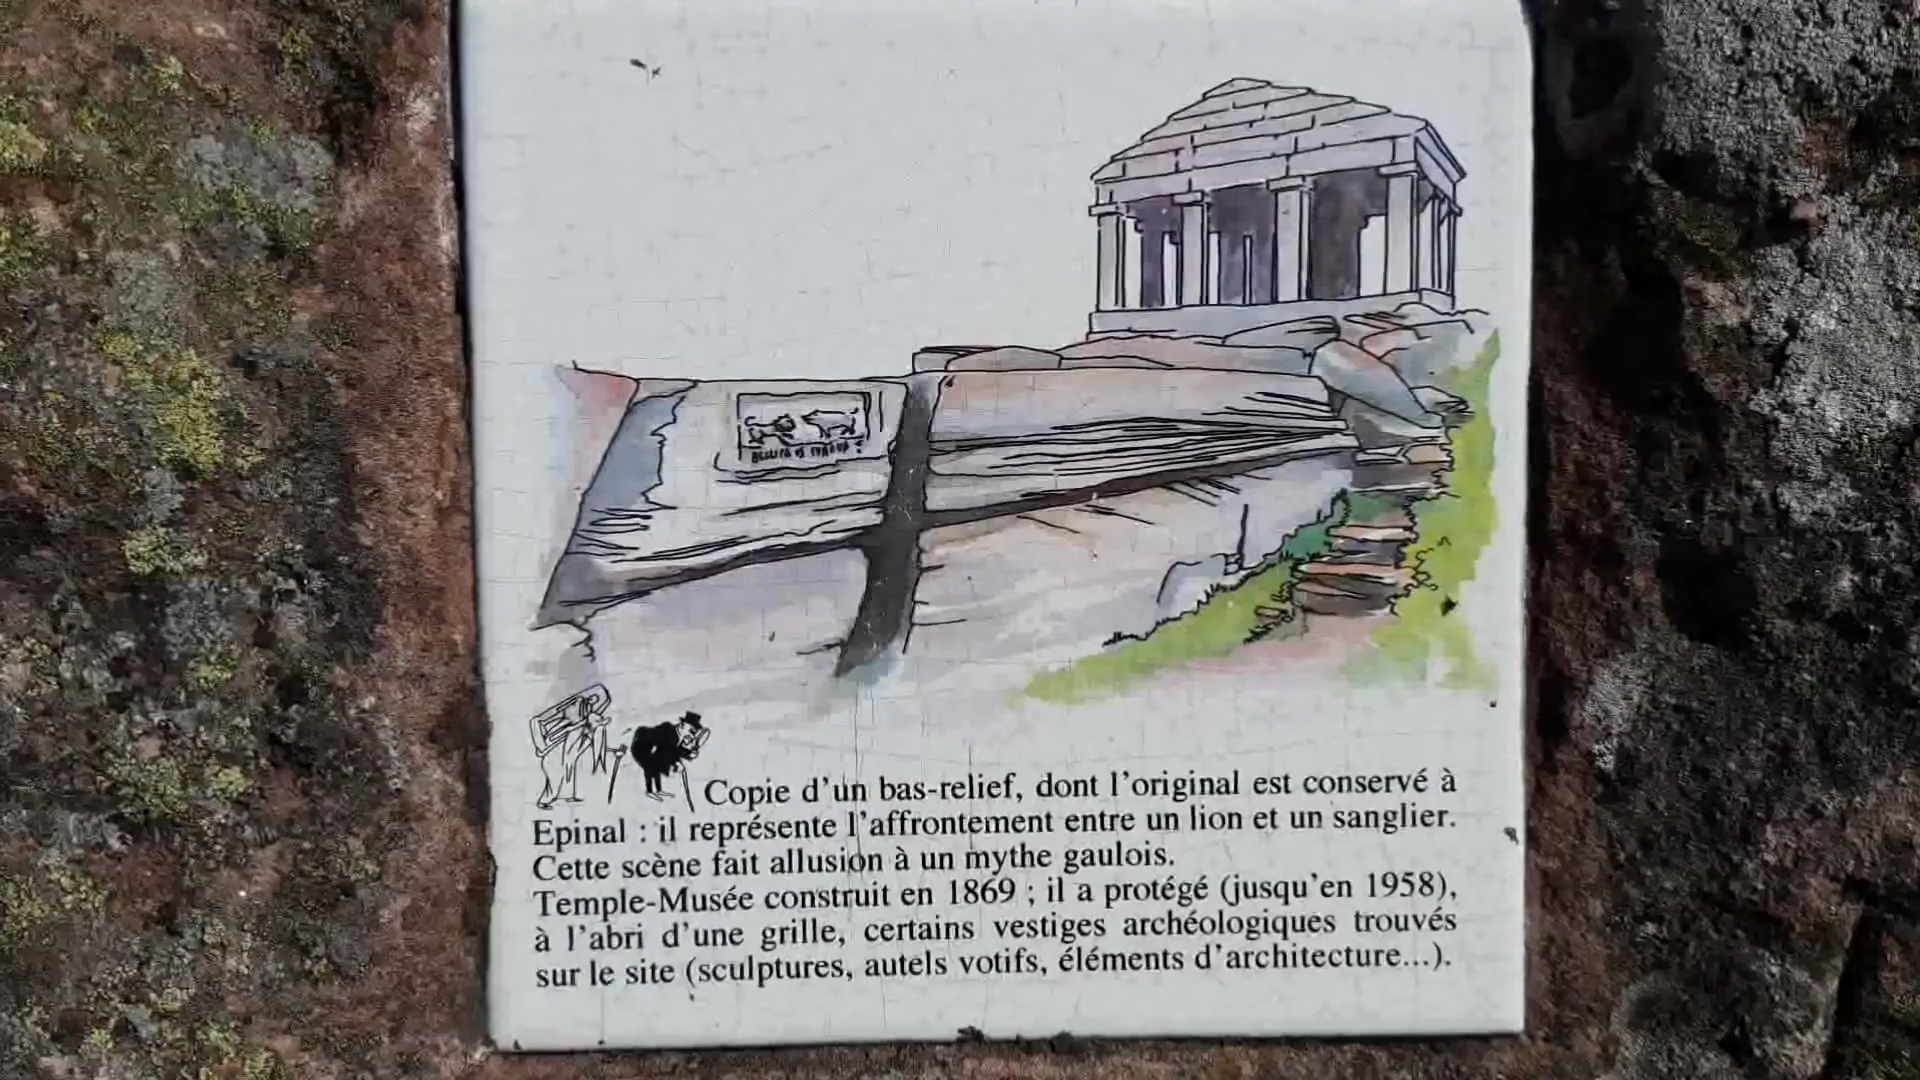 Copie d'un bas-relief, dont l'original est conservé à
Epinal : il représente l'affrontement entre un lion et un sanglier.
Cette scène fait allusion à un mythe gaulois.
Temple-Musée construit en 1869 ; il a protégé (jusqu'en 1958),
à l'abri d'une grille, certains vestiges archéologiques trouvés
sur le site (sculptures, autels votifs, éléments d'architecture...).